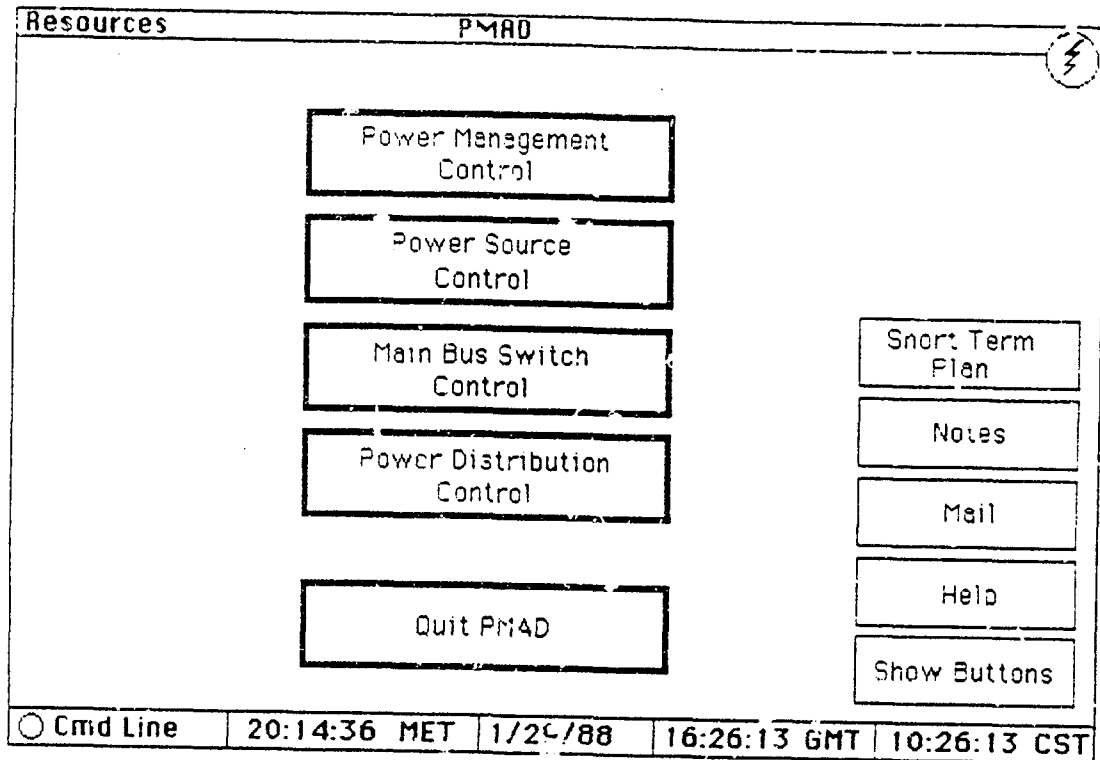 Resources PMAD
Power Management
Control
Power Source
Control
Main Bus Switch
Control
Power Distribution
Control
Quit PMAD
Short Term
Plan
Notes
Mail
Help
Show Buttons
Cmd Line 20:14:36 MET 16:26:13 GMT 10:26:13 CST